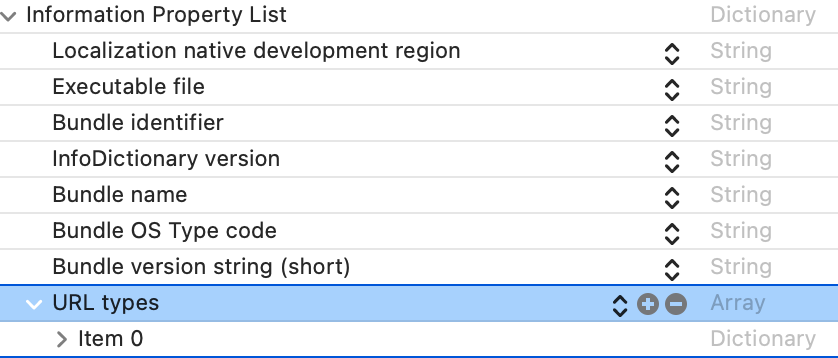 Information Property List Dictionary
Localization native development region String
Executable file String
Bundle identifier String
InfoDictionary version String
Bundle name String
Bundle OS Type code String
Bundle version string (short) String
URL types Array
Item 0 Dictionary